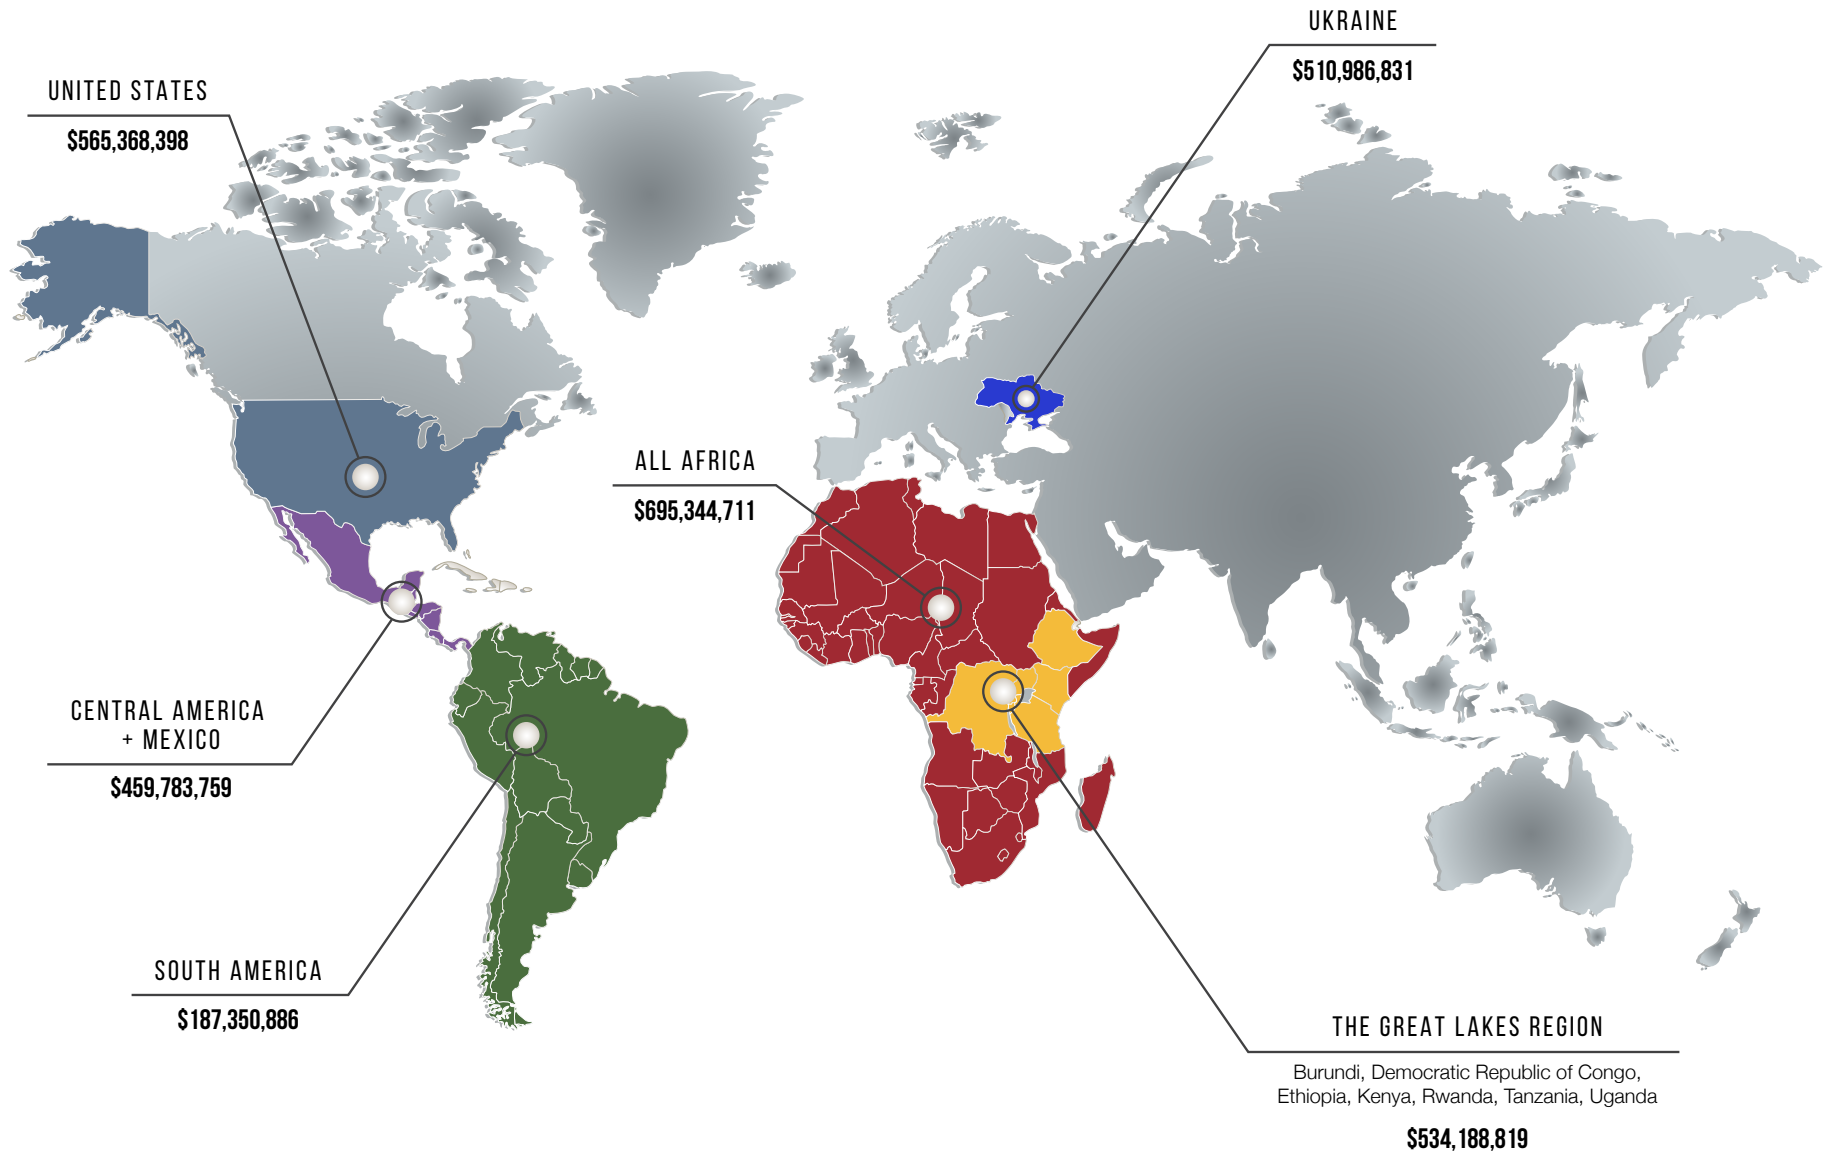 UKRAINE
$510,986,831
UNITED STATES
$565,368,398
ALL AFRICA
$695,344,711
CENTRAL AMERICA
+ MEXICO
$459,783,759
SOUTH AMERICA
$187,350,886
THE GREAT LAKES REGION
Burundi, Democratic Republic of Congo,
Ethiopia, Kenya, Rwanda, Tanzania, Uganda
$534,188,819